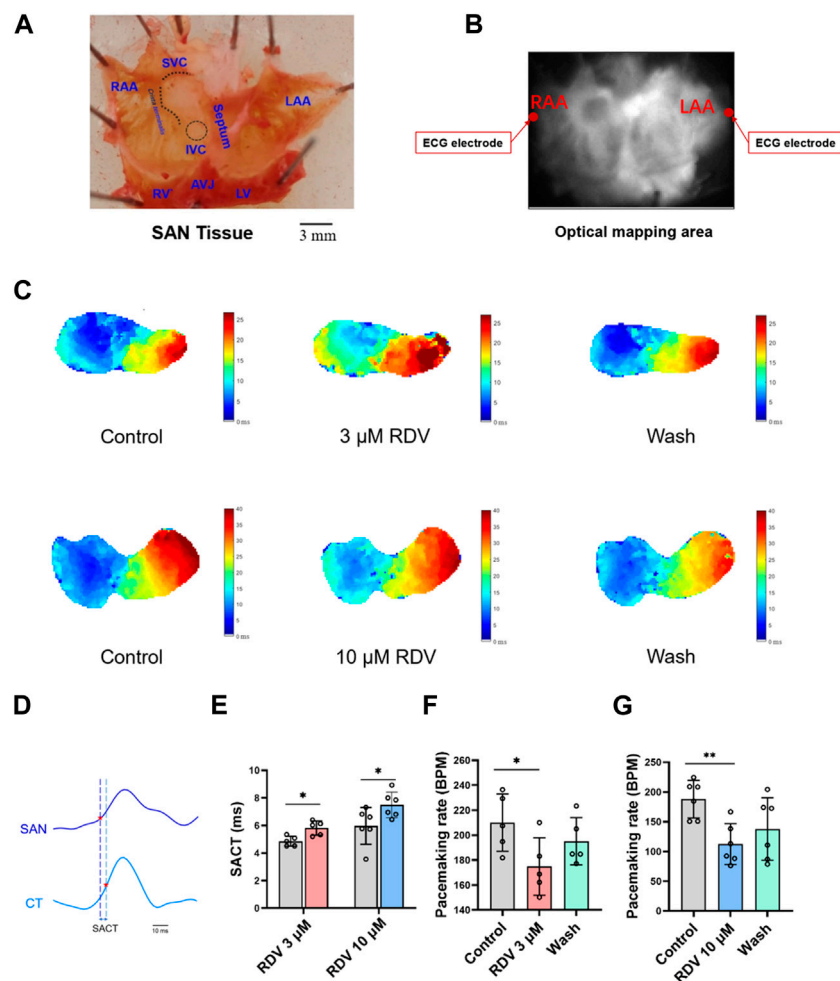 A
SVC
RAA
LAA
Crista terminalis
Septum
IVC
RV
AVJ
LV
SAN Tissue
3 mm
B
RAA
LAA
ECG electrode
ECG electrode
Optical mapping area
C
25
20
15
10
5
0 ms
Control
25
20
15
10
5
0 ms
3 µM RDV
25
20
15
10
5
0 ms
Wash
40
35
30
25
20
15
10
5
0 ms
Control
40
35
30
25
20
15
10
5
0 ms
10 µM RDV
40
35
30
25
20
15
10
5
0 ms
Wash
D
SAN
CT
SACT
10 ms
E
SACT (ms)
10
8
6
4
2
0
*
*
RDV 3 µM
RDV 10 µM
F
Pacemaking rate (BPM)
260
240
220
200
180
160
140
*
Control
RDV 3 µM
Wash
G
Pacemaking rate (BPM)
250
200
150
100
50
0
**
Control
RDV 10 µM
Wash